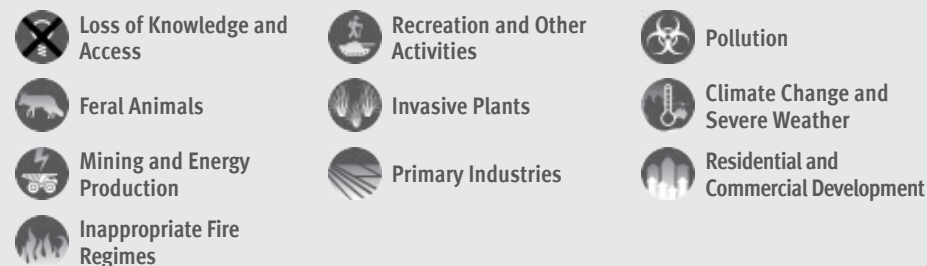 Loss of Knowledge and
Access
Recreation and Other
Activities
Pollution
Feral Animals
Invasive Plants
Climate Change and
Severe Weather
Mining and Energy
Production
Primary Industries
Residential and
Commercial Development
Inappropriate Fire
Regimes